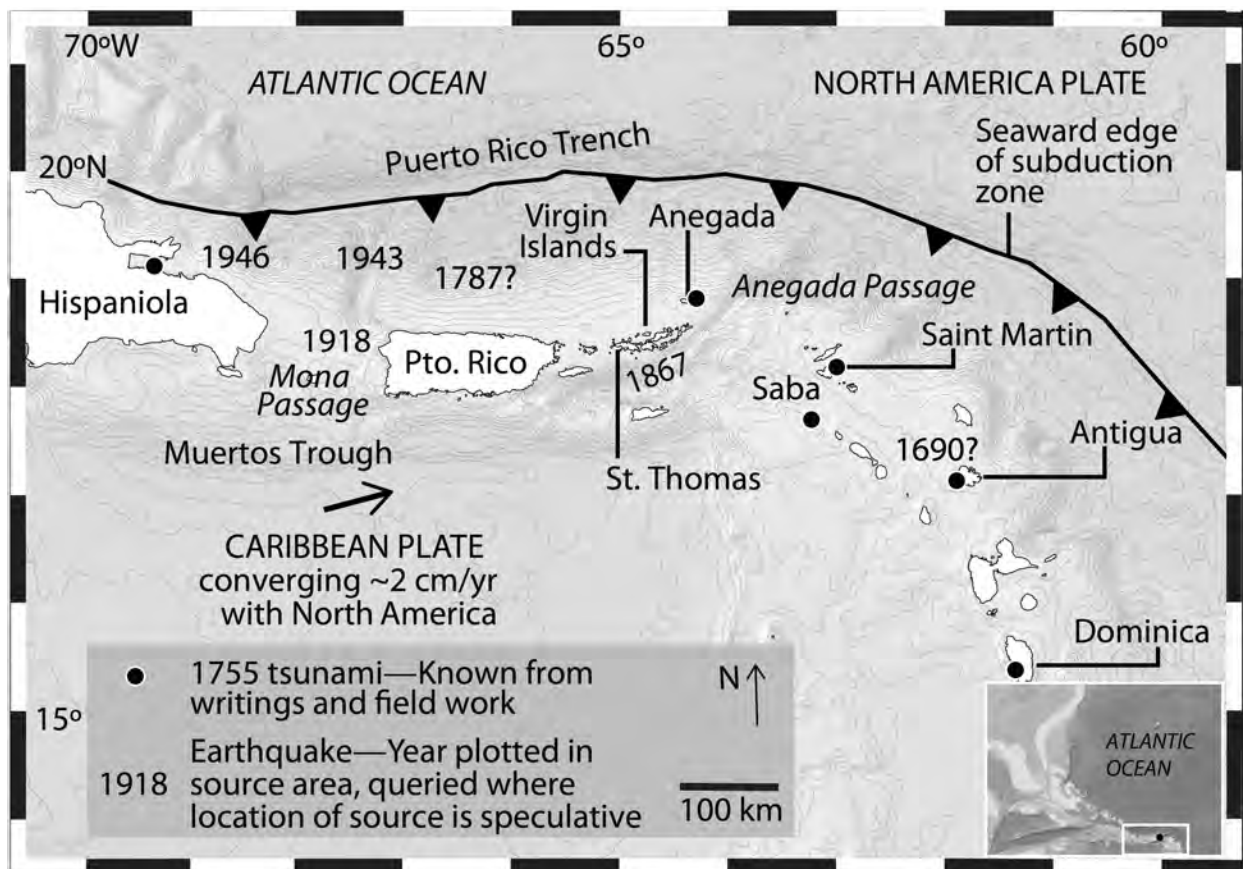 70ºW
65º
60º
ATLANTIC OCEAN
NORTH AMERICA PLATE
Puerto Rico Trench
Seaward edge
of subduction
zone
20ºN
Virgin
Islands
Anegada
1946
1943
1787?
Anegada Passage
Hispaniola
1918
Pto. Rico
1867
Saint Martin
Mona
Passage
Saba
Muertos Trough
St. Thomas
1690?
Antigua
CARIBBEAN PLATE
converging ~2 cm/yr
with North America
Dominica
1755 tsunami—Known from
writings and field work
N
15º
1918
Earthquake—Year plotted in
source area, queried where
location of source is speculative
100 km
ATLANTIC
OCEAN